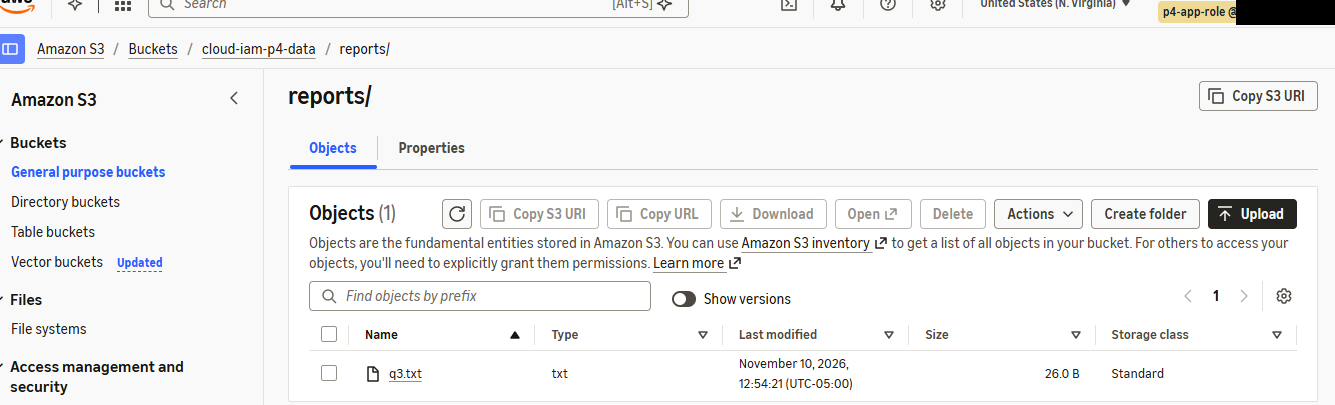 aws
Search [Alt+S]
United States (N. Virginia)
p4-app-role @
Amazon S3 / Buckets / cloud-iam-p4-data / reports/
Amazon S3
Buckets
General purpose buckets
Directory buckets
Table buckets
Vector buckets Updated
Files
File systems
Access management and
security
reports/
Copy S3 URI
Objects Properties
Objects (1) Copy S3 URI Copy URL Download Open Delete Actions Create folder Upload
Objects are the fundamental entities stored in Amazon S3. You can use Amazon S3 inventory to get a list of all objects in your bucket. For others to access your
objects, you'll need to explicitly grant them permissions. Learn more
Find objects by prefix Show versions 1
Name Type Last modified Size Storage class
q3.txt txt November 10, 2026, 26.0 B Standard
12:54:21 (UTC-05:00)